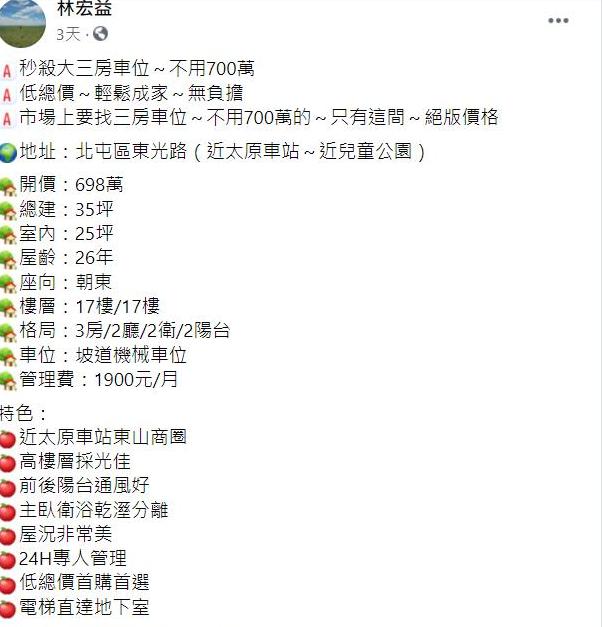 林宏益
3天·
A 秒殺大三房車位～不用700萬
A 低總價～輕鬆成家～無負擔
A 市場上要找三房車位～不用700萬的～只有這間～絕版價格
地址：北屯區東光路（近太原車站～近兒童公園）
開價：698萬
總建：35坪
室內：25坪
屋齡：26年
座向：朝東
樓層：17樓/17樓
格局：3房/2廳/2衛/2陽台
車位：坡道機械車位
管理費：1900元/月
特色：
近太原車站東山商圈
高樓層採光佳
前後陽台通風好
主臥衛浴乾溼分離
屋況非常美
24H專人管理
低總價首購首選
電梯直達地下室